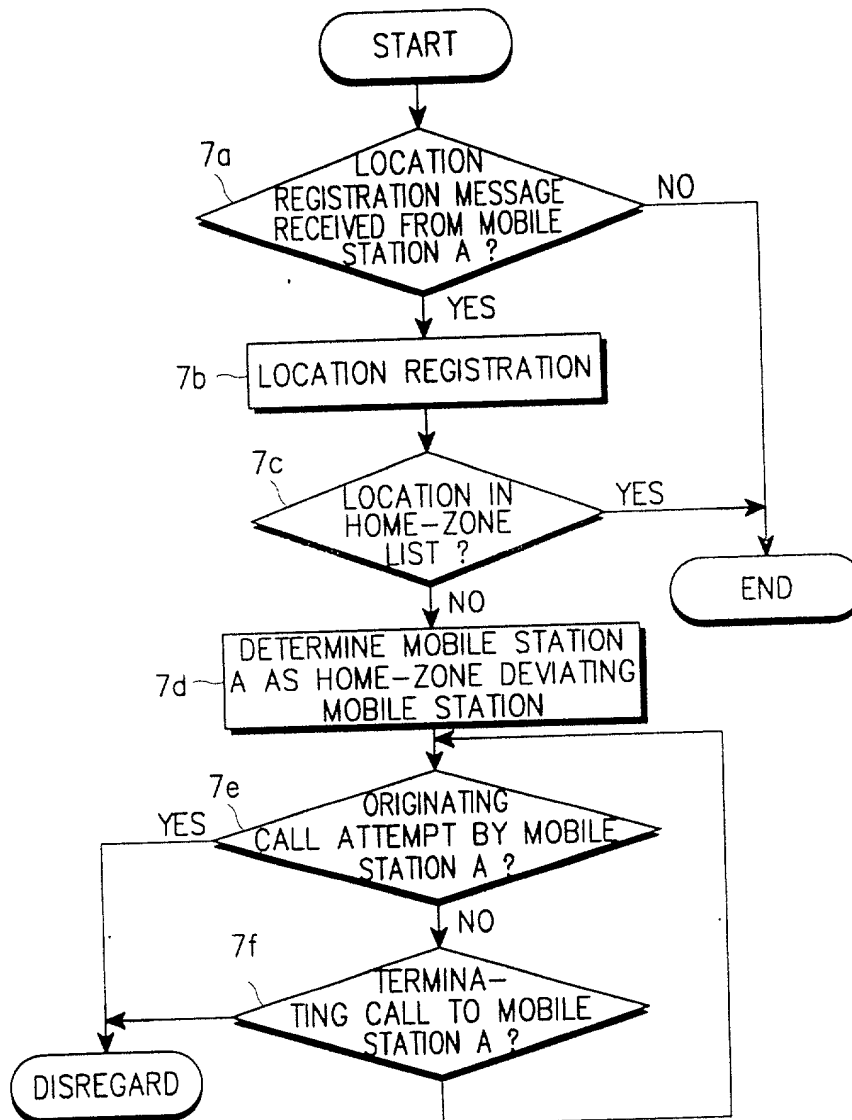 START
7a
LOCATION
REGISTRATION MESSAGE
RECEIVED FROM MOBILE
STATION A ?
NO
YES
7b
LOCATION REGISTRATION
7c
LOCATION IN
HOME-ZONE
LIST ?
YES
END
NO
7d
DETERMINE MOBILE STATION
A AS HOME-ZONE DEVIATING
MOBILE STATION
7e
YES
ORIGINATING
CALL ATTEMPT BY MOBILE
STATION A ?
NO
7f
TERMINA-
TING CALL TO MOBILE
STATION A ?
DISREGARD